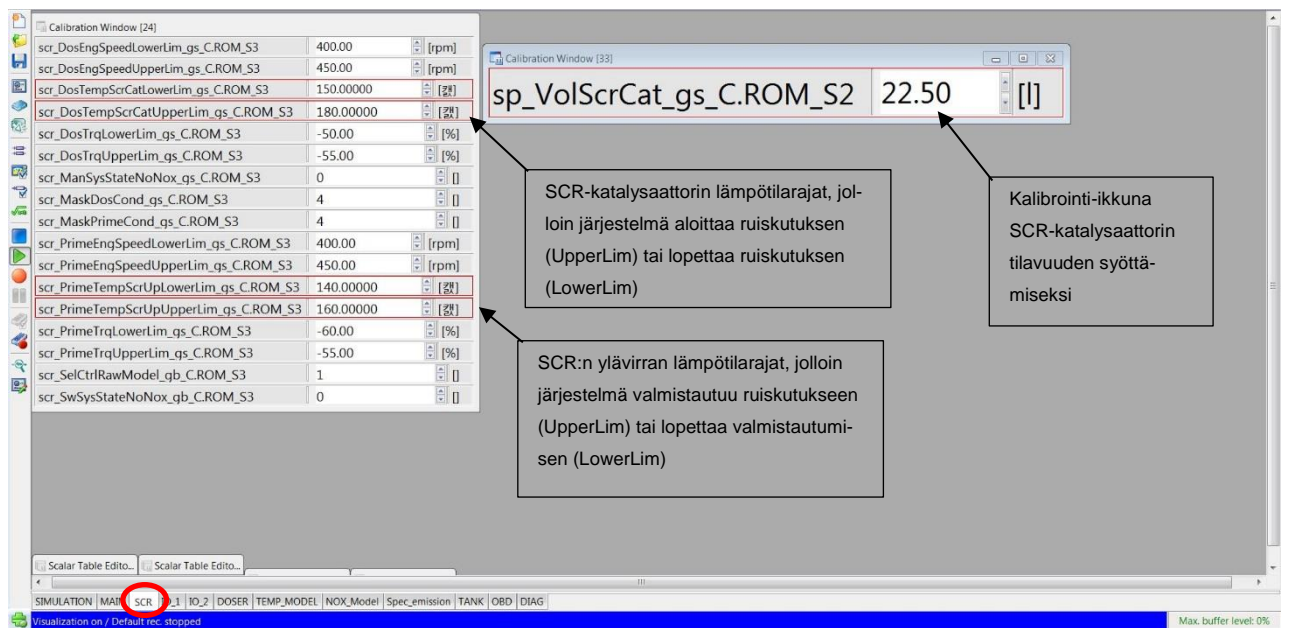 Calibration Window [24]
scr_DosEngSpeedLowerLim_gs_C.ROM_S3 400.00 [rpm]
scr_DosEngSpeedUpperLim_gs_C.ROM_S3 450.00 [rpm]
scr_DosTempScrCatLowerLim_gs_C.ROM_S3 150.00000 [캜]
scr_DosTempScrCatUpperLim_gs_C.ROM_S3 180.00000 [캜]
scr_DosTrqLowerLim_gs_C.ROM_S3 -50.00 [%]
scr_DosTrqUpperLim_gs_C.ROM_S3 -55.00 [%]
scr_ManSysStateNoNox_gs_C.ROM_S3 0 []
scr_MaskDosCond_gs_C.ROM_S3 4 []
scr_MaskPrimeCond_gs_C.ROM_S3 4 []
scr_PrimeEngSpeedLowerLim_gs_C.ROM_S3 400.00 [rpm]
scr_PrimeEngSpeedUpperLim_gs_C.ROM_S3 450.00 [rpm]
scr_PrimeTempScrUpLowerLim_gs_C.ROM_S3 140.00000 [캜]
scr_PrimeTempScrUpUpperLim_gs_C.ROM_S3 160.00000 [캜]
scr_PrimeTrqLowerLim_gs_C.ROM_S3 -60.00 [%]
scr_PrimeTrqUpperLim_gs_C.ROM_S3 -55.00 [%]
scr_SelCtrlRawModel_gb_C.ROM_S3 1 []
scr_SwSysStateNoNox_gb_C.ROM_S3 0 []
Calibration Window [33]
sp_VolScrCat_gs_C.ROM_S2 22.50 [l]
SCR-katalysaattorin lämpötilarajat, jol-
loin järjestelmä aloittaa ruiskutuksen
(UpperLim) tai lopettaa ruiskutuksen
(LowerLim)
Kalibrointi-ikkuna
SCR-katalysaattorin
tilavuuden syöttä-
miseksi
SCR:n ylävirran lämpötilarajat, jolloin
järjestelmä valmistautuu ruiskutukseen
(UpperLim) tai lopettaa valmistautumi-
sen (LowerLim)
Scalar Table Edito... Scalar Table Edito...
SIMULATION MAIN SCR IO_1 IO_2 DOSER TEMP_MODEL NOX_Model Spec_emission TANK OBD DIAG
Visualization on / Default rec. stopped Max. buffer level: 0%